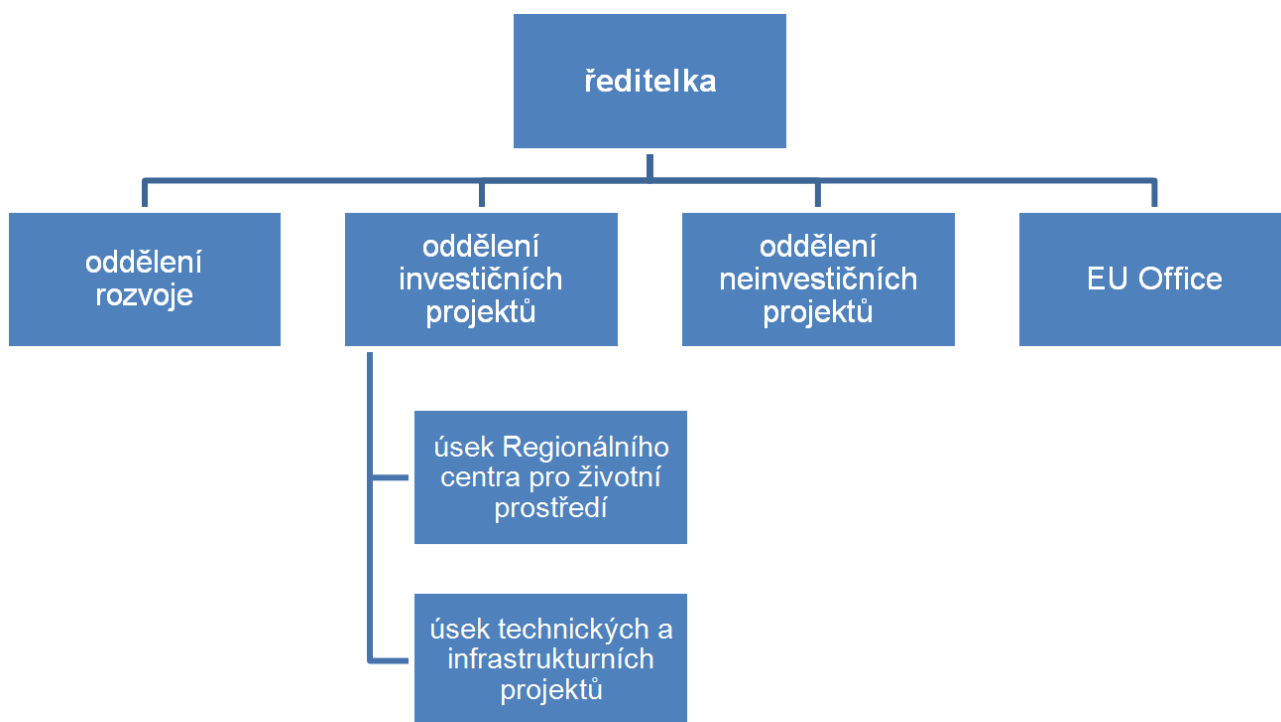 ředitelka
oddělení
rozvoje
oddělení
investičních
projektů
oddělení
neinvestičních
projektů
EU Office
úsek Regionálního
centra pro životní
prostředí
úsek technických a
infrastrukturních
projektů